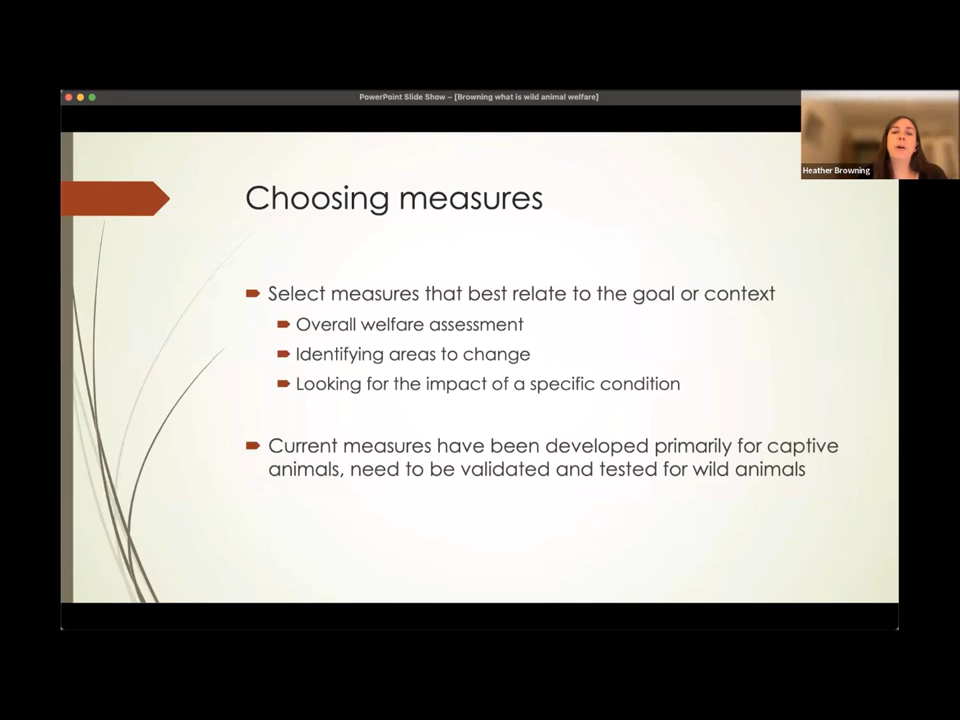 PowerPoint Slide Show – [Browning what is wild animal welfare]
Heather Browning
Choosing measures
Select measures that best relate to the goal or context
Overall welfare assessment
Identifying areas to change
Looking for the impact of a specific condition
Current measures have been developed primarily for captive
animals, need to be validated and tested for wild animals